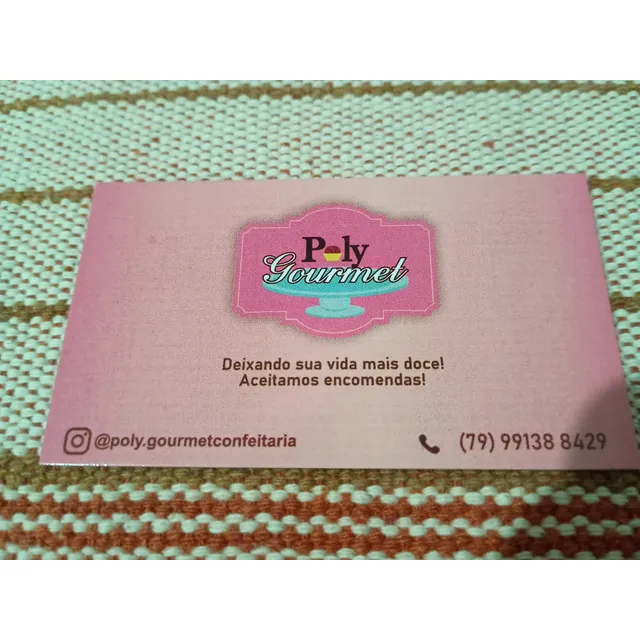 Poly
Gourmet
Deixando sua vida mais doce!
Aceitamos encomendas!
@poly.gourmetconfeitaria
(79) 99138 8429